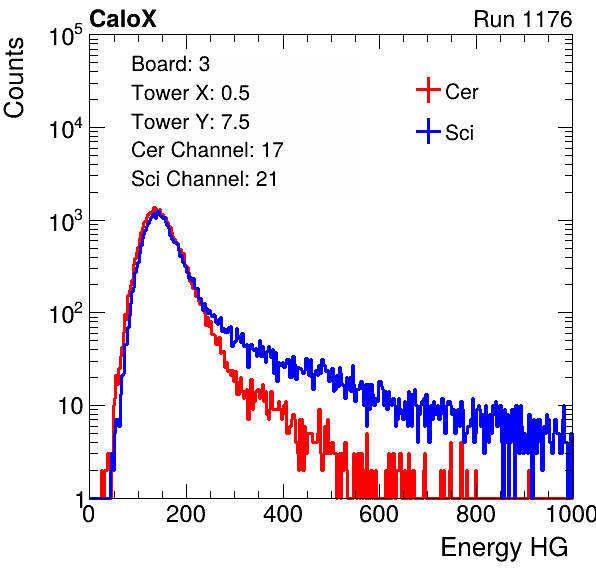 CaloX Run 1176
Counts
10^5
10^4
10^3
10^2
10
1
Board: 3
Tower X: 0.5
Tower Y: 7.5
Cer Channel: 17
Sci Channel: 21
Cer
Sci
0 200 400 600 800 1000
Energy HG